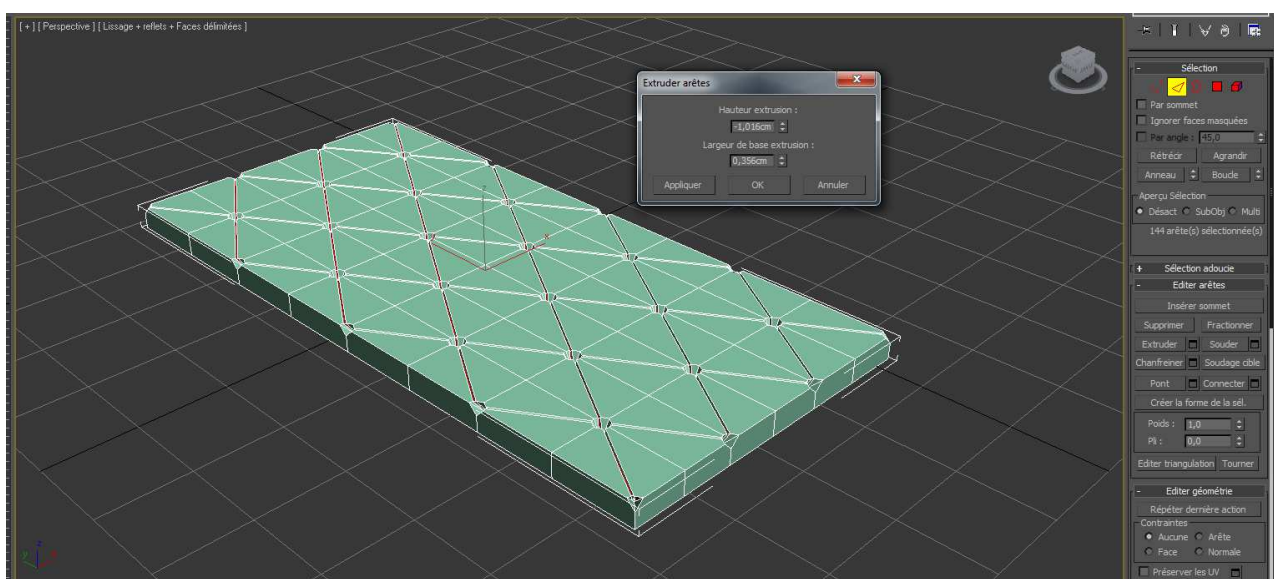 [ + ] [ Perspective ] [ Lissage + reflets + Faces délimitées ]
Extruder arêtes
Hauteur extrusion :
-1,016cm
Largeur de base extrusion :
0,356cm
Appliquer OK Annuler
- Sélection
Par sommet
Ignorer faces masquées
Par angle : 45,0
Rétrécir Agrandir
Anneau Boucle
Aperçu Sélection
Désact SubObj Multi
144 arête(s) sélectionnée(s)
+ Sélection adoucie
- Editer arêtes
Insérer sommet
Supprimer Fractionner
Extruder Souder
Chanfreiner Soudage cible
Pont Connecter
Créer la forme de la sél.
Poids : 1,0
Pli : 0,0
Editer triangulation Tourner
- Editer géométrie
Répéter dernière action
Contraintes
Aucune Arête
Face Normale
Préserver les UV